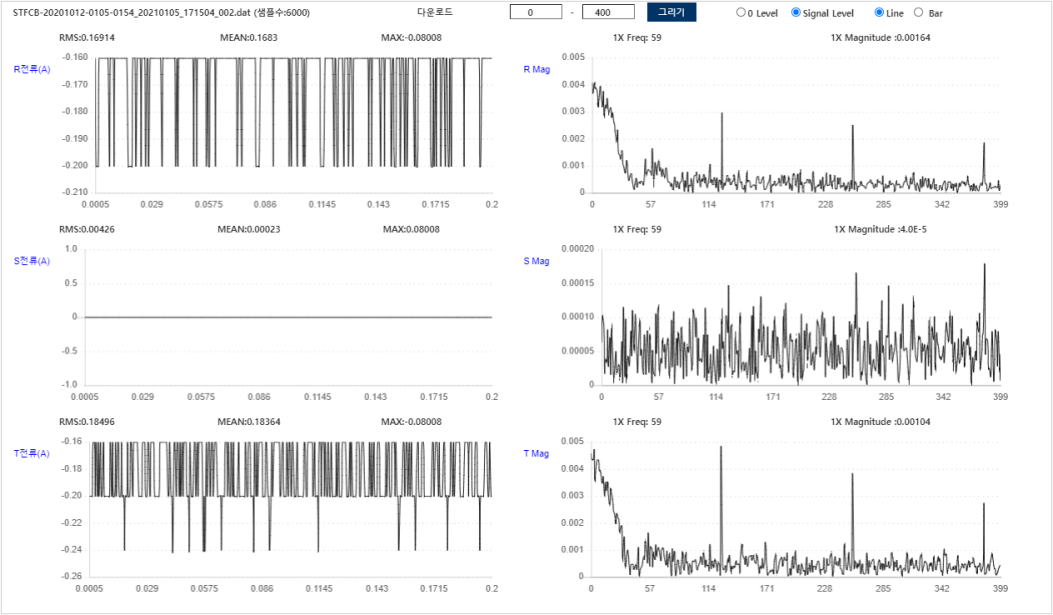 STFCB-20201012-0105-0154_20210105_171504_002.dat (샘플수:6000) 다운로드 0 - 400 그리기 0 Level Signal Level Line Bar
RMS:0.16914 MEAN:0.1683 MAX:-0.08008 1X Freq: 59 1X Magnitude :0.00164
R전류(A)
-0.160
-0.170
-0.180
-0.190
-0.200
-0.210
0.0005 0.029 0.0575 0.086 0.1145 0.143 0.1715 0.2
R Mag
0.005
0.004
0.003
0.002
0.001
0
0 57 114 171 228 285 342 399
RMS:0.00426 MEAN:0.00023 MAX:0.08008 1X Freq: 59 1X Magnitude :4.0E-5
S전류(A)
1.0
0.5
0
-0.5
-1.0
0.0005 0.029 0.0575 0.086 0.1145 0.143 0.1715 0.2
S Mag
0.00020
0.00015
0.00010
0.00005
0
0 57 114 171 228 285 342 399
RMS:0.18496 MEAN:0.18364 MAX:-0.08008 1X Freq: 59 1X Magnitude :0.00104
T전류(A)
-0.16
-0.18
-0.20
-0.22
-0.24
-0.26
0.0005 0.029 0.0575 0.086 0.1145 0.143 0.1715 0.2
T Mag
0.005
0.004
0.003
0.002
0.001
0
0 57 114 171 228 285 342 399